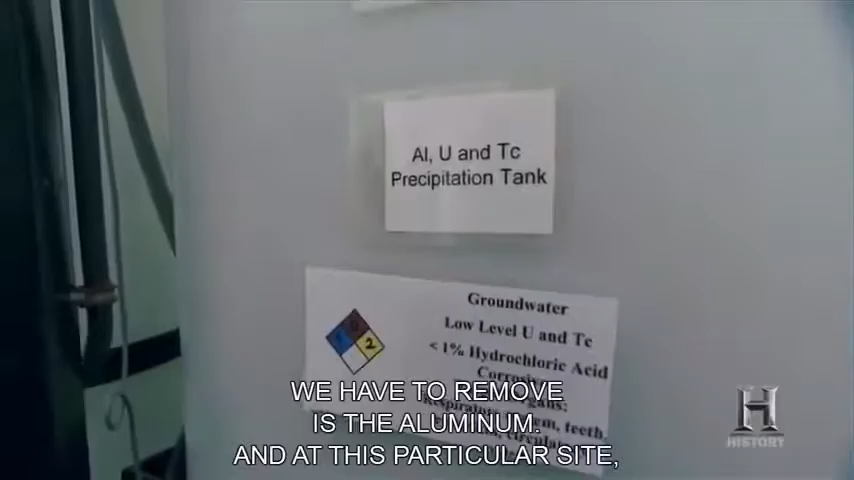 Al, U and Tc
Precipitation Tank
Groundwater
Low Level U and Tc
< 1% Hydrochloric Acid
2
WE HAVE TO REMOVE
IS THE ALUMINUM.
teeth,
AND AT THIS PARTICULAR SITE,
H
HISTORY